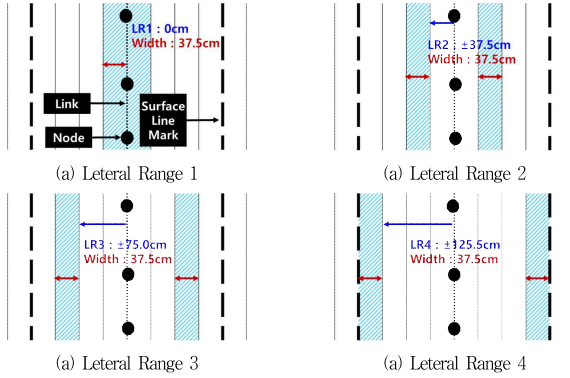 LR1 : 0cm
Width : 37.5cm
Link
Node
Surface
Line
Mark
(a) Leteral Range 1
LR2 : ±37.5cm
Width : 37.5cm
(a) Leteral Range 2
LR3 : ±75.0cm
Width : 37.5cm
(a) Leteral Range 3
LR4 : ±125.5cm
Width : 37.5cm
(a) Leteral Range 4